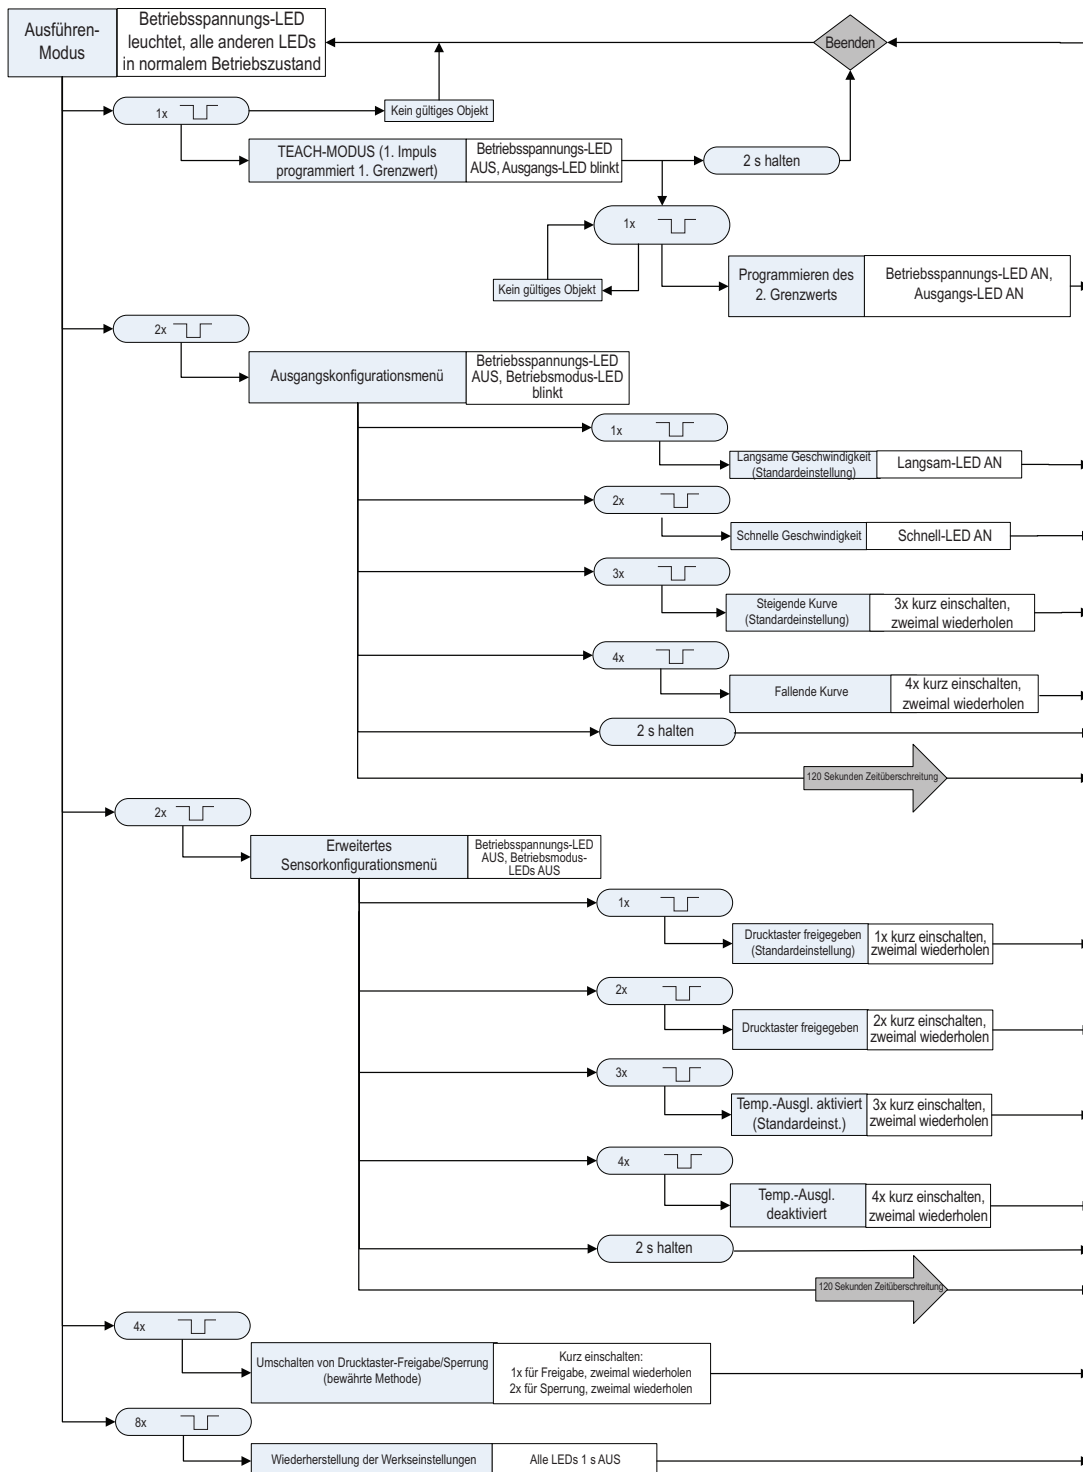 Ausführen-
Modus
Betriebsspannungs-LED
leuchtet, alle anderen LEDs
in normalem Betriebszustand
Beenden
1x
Kein gültiges Objekt
TEACH-MODUS (1. Impuls
programmiert 1. Grenzwert)
Betriebsspannungs-LED
AUS, Ausgangs-LED blinkt
2 s halten
1x
Kein gültiges Objekt
Programmieren des
2. Grenzwerts
Betriebsspannungs-LED AN,
Ausgangs-LED AN
2x
Ausgangskonfigurationsmenü
Betriebsspannungs-LED
AUS, Betriebsmodus-LED
blinkt
1x
Langsame Geschwindigkeit
(Standardeinstellung)
Langsam-LED AN
2x
Schnelle Geschwindigkeit
Schnell-LED AN
3x
Steigende Kurve
(Standardeinstellung)
3x kurz einschalten,
zweimal wiederholen
4x
Fallende Kurve
4x kurz einschalten,
zweimal wiederholen
2 s halten
120 Sekunden Zeitüberschreitung
2x
Erweitertes
Sensorkonfigurationsmenü
Betriebsspannungs-LED
AUS, Betriebsmodus-
LEDs AUS
1x
Drucktaster freigegeben
(Standardeinstellung)
1x kurz einschalten,
zweimal wiederholen
2x
Drucktaster freigegeben
2x kurz einschalten,
zweimal wiederholen
3x
Temp.-Ausgl. aktiviert
(Standardeinst.)
3x kurz einschalten,
zweimal wiederholen
4x
Temp.-Ausgl.
deaktiviert
4x kurz einschalten,
zweimal wiederholen
2 s halten
120 Sekunden Zeitüberschreitung
4x
Umschalten von Drucktaster-Freigabe/Sperrung
(bewährte Methode)
Kurz einschalten:
1x für Freigabe, zweimal wiederholen
2x für Sperrung, zweimal wiederholen
8x
Wiederherstellung der Werkseinstellungen
Alle LEDs 1 s AUS